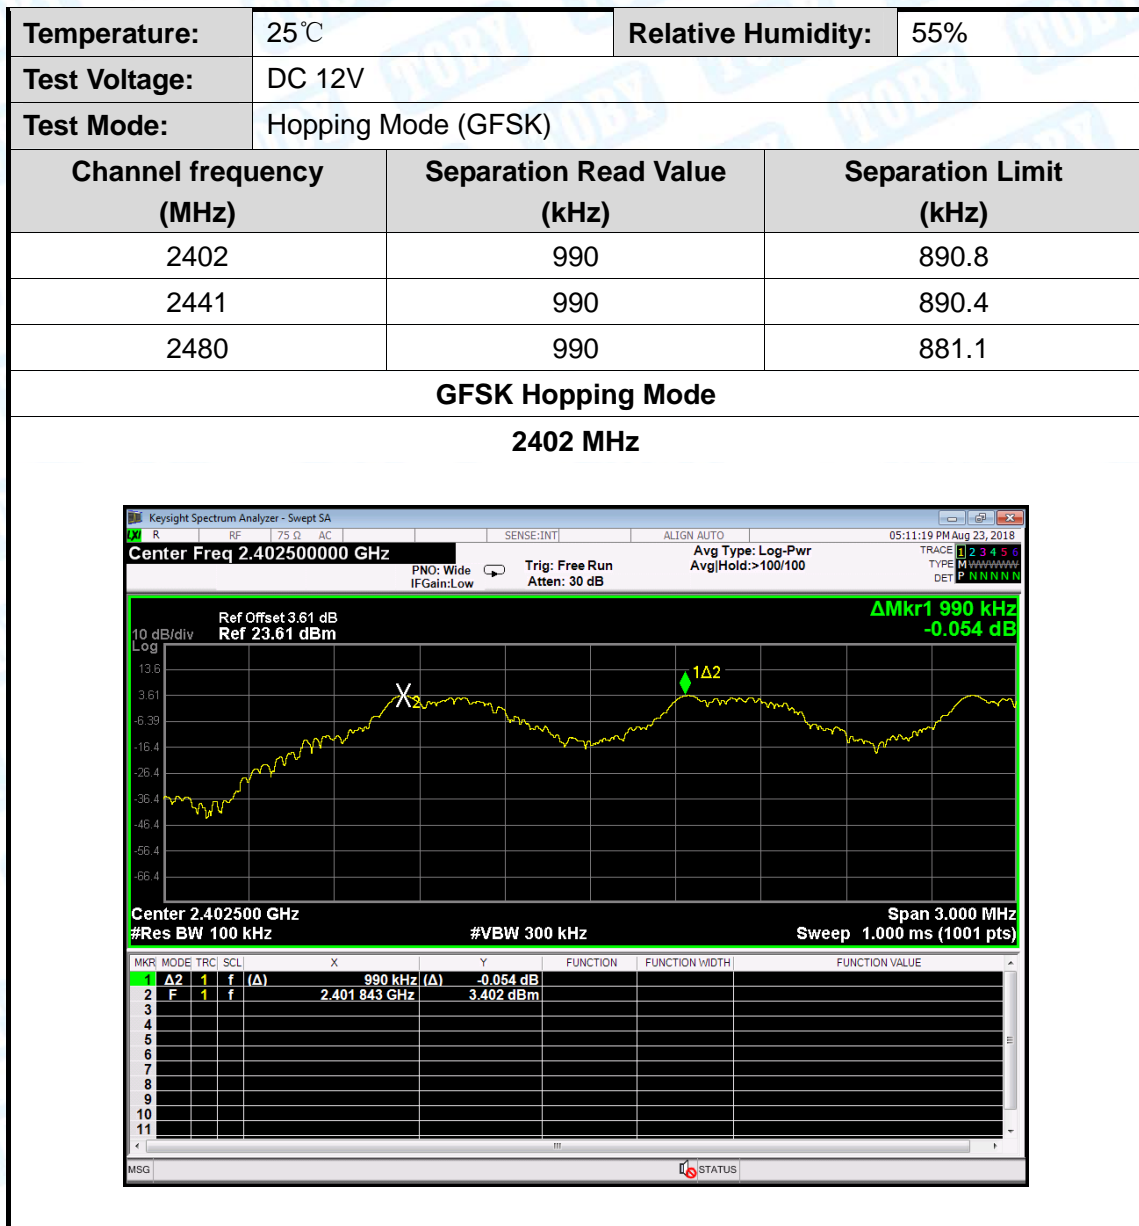 Temperature: 25℃ Relative Humidity: 55%
Test Voltage: DC 12V
Test Mode: Hopping Mode (GFSK)
Channel frequency (MHz) Separation Read Value (kHz) Separation Limit (kHz)
2402 990 890.8
2441 990 890.4
2480 990 881.1
GFSK Hopping Mode
2402 MHz
Keysight Spectrum Analyzer - Swept SA
LXI R RF 75 Ω AC SENSE:INT ALIGN AUTO 05:11:19 PM Aug 23, 2018
Center Freq 2.402500000 GHz Avg Type: Log-Pwr TRACE 1 2 3 4 5 6
PNO: Wide Trig: Free Run Avg|Hold:>100/100 TYPE M WWWWW
IFGain:Low Atten: 30 dB DET P N N N N N
ΔMkr1 990 kHz
-0.054 dB
Ref Offset 3.61 dB
10 dB/div Ref 23.61 dBm
Log
13.6
3.61
-6.39
-16.4
-26.4
-36.4
-46.4
-56.4
-66.4
X2
1Δ2
Center 2.402500 GHz Span 3.000 MHz
#Res BW 100 kHz #VBW 300 kHz Sweep 1.000 ms (1001 pts)
MKR MODE TRC SCL X Y FUNCTION FUNCTION WIDTH FUNCTION VALUE
1 Δ2 1 f (Δ) 990 kHz (Δ) -0.054 dB
2 F 1 f 2.401 843 GHz 3.402 dBm
3
4
5
6
7
8
9
10
11
MSG STATUS
TOBY
TOBY
TOBY
TOBY